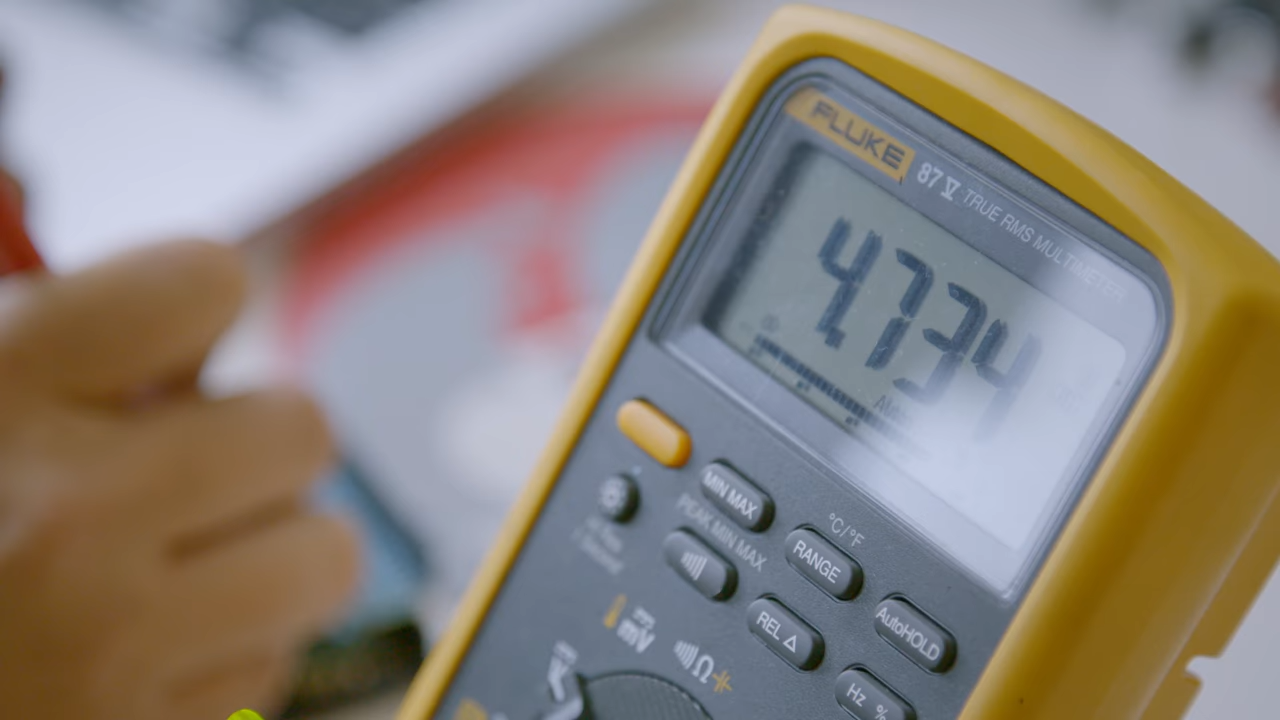 FLUKE
87 V TRUE RMS MULTIMETER
4.734
MIN MAX
PEAK MIN MAX
°C/°F
RANGE
AutoHOLD
REL △
mV
Ω
Hz %